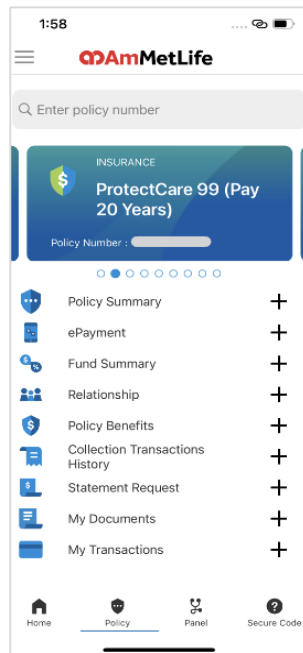 1:58
AmMetLife
Enter policy number
INSURANCE
ProtectCare 99 (Pay
20 Years)
Policy Number :
Policy Summary
ePayment
Fund Summary
Relationship
Policy Benefits
Collection Transactions
History
Statement Request
My Documents
My Transactions
Home
Policy
Panel
Secure Code